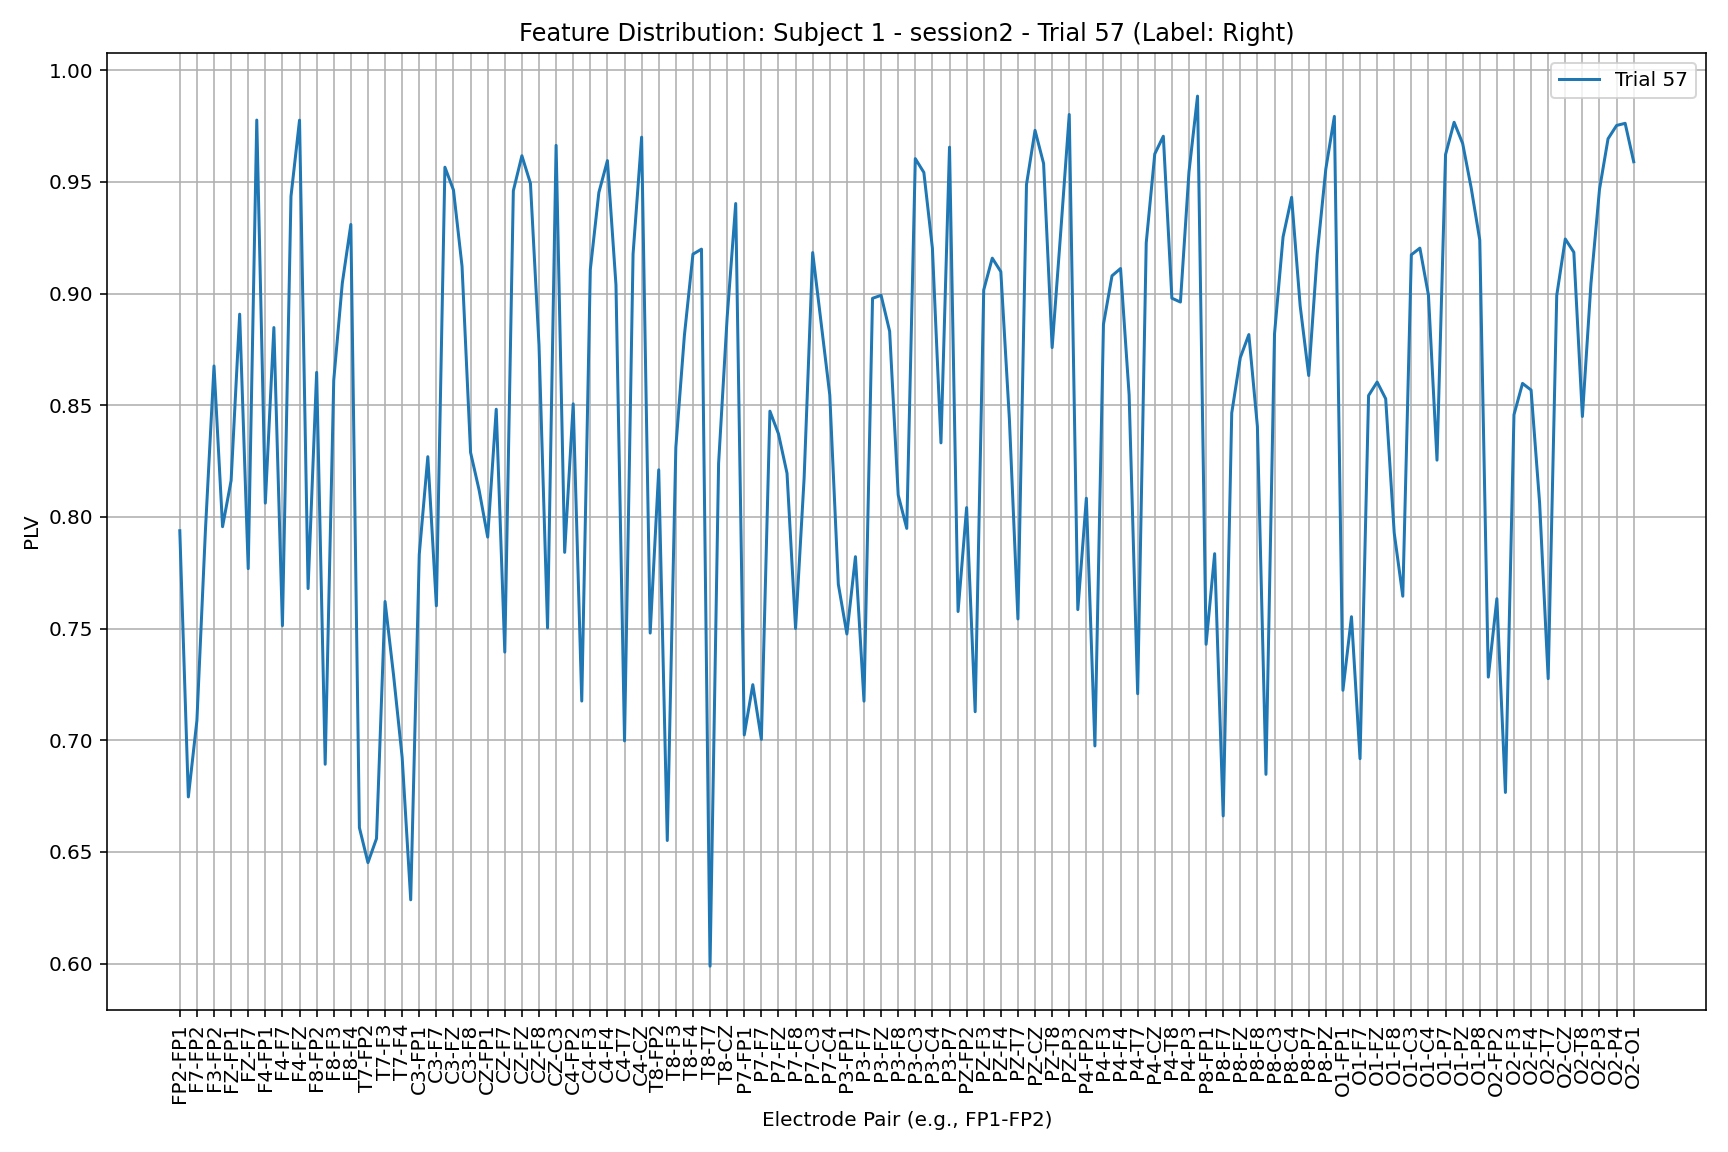 Feature Distribution: Subject 1 - session2 - Trial 57 (Label: Right)
Trial 57
1.00
0.95
0.90
0.85
0.80
0.75
0.70
0.65
0.60
PLV
FP2-FP1
F7-FP2
F3-FP2
FZ-FP1
FZ-F7
F4-FP1
F4-F7
F4-FZ
F8-FP2
F8-F3
F8-F4
T7-FP2
T7-F3
T7-F4
C3-FP1
C3-F7
C3-FZ
C3-F8
CZ-FP1
CZ-F7
CZ-FZ
CZ-F8
CZ-C3
C4-FP2
C4-F3
C4-F4
C4-T7
C4-CZ
T8-FP2
T8-F3
T8-F4
T8-T7
T8-CZ
P7-FP1
P7-F7
P7-FZ
P7-F8
P7-C3
P7-C4
P3-FP1
P3-F7
P3-FZ
P3-F8
P3-C3
P3-C4
P3-P7
PZ-FP2
PZ-F3
PZ-F4
PZ-T7
PZ-CZ
PZ-T8
PZ-P3
P4-FP2
P4-F3
P4-F4
P4-T7
P4-CZ
P4-T8
P4-P3
P8-FP1
P8-F7
P8-FZ
P8-F8
P8-C3
P8-C4
P8-P7
P8-PZ
O1-FP1
O1-F7
O1-FZ
O1-F8
O1-C3
O1-C4
O1-P7
O1-PZ
O1-P8
O2-FP2
O2-F3
O2-F4
O2-T7
O2-CZ
O2-T8
O2-P3
O2-P4
O2-O1
Electrode Pair (e.g., FP1-FP2)